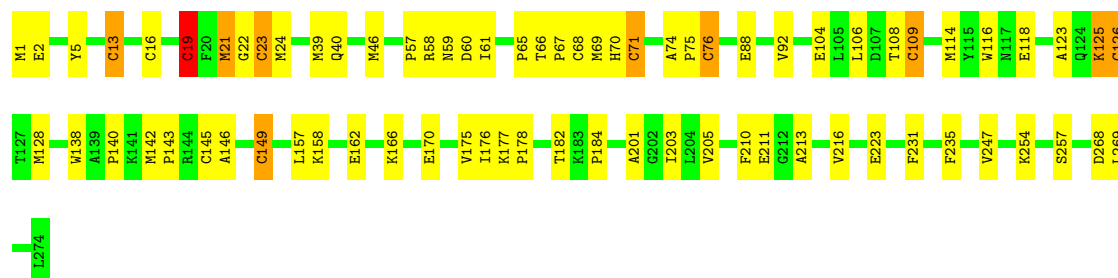 M1 E2 Y5 C13 C16 C19 F20 M21 G22 C23 M24 M39 Q40 M46 P57 R58 N59 D60 I61 P65 T66 P67 C68 M69 H70 C71 A74 P75 C76 E88 V92 E104 L105 L106 D107 T108 C109 M114 Y115 W116 N117 E118 A123 Q124 K125
T127 M128 W138 A139 P140 K141 M142 P143 R144 C145 A146 C149 L157 K158 E162 K166 E170 V175 I176 K177 P178 T182 K183 P184 A201 G202 I203 L204 V205 F210 E211 G212 A213 V216 E223 F231 F235 V247 K254 S257 D268
L274